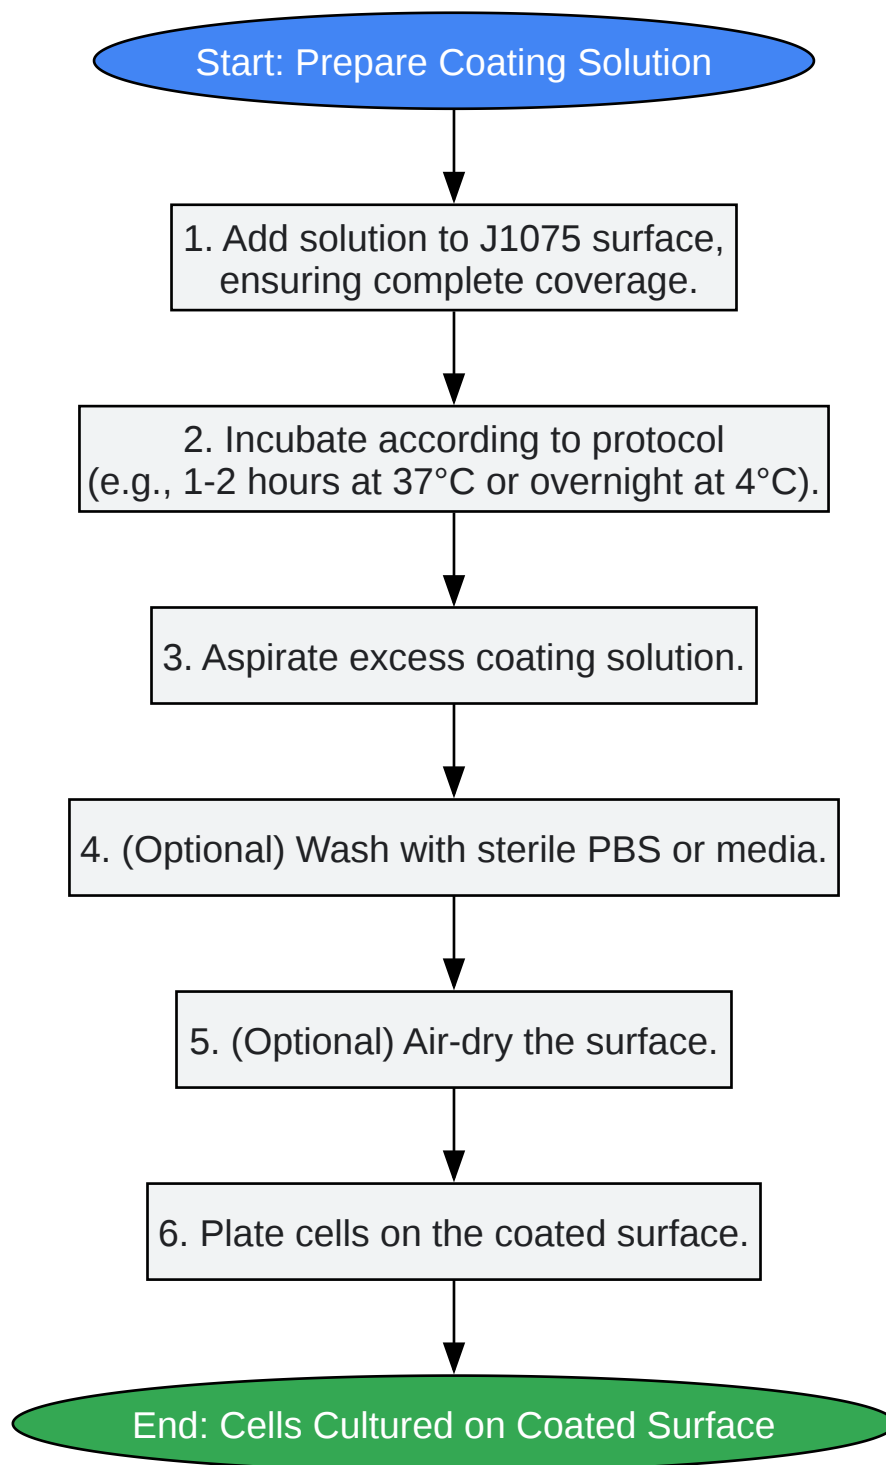 Start: Prepare Coating Solution
1. Add solution to J1075 surface,
ensuring complete coverage.
2. Incubate according to protocol
(e.g., 1-2 hours at 37°C or overnight at 4°C).
3. Aspirate excess coating solution.
4. (Optional) Wash with sterile PBS or media.
5. (Optional) Air-dry the surface.
6. Plate cells on the coated surface.
End: Cells Cultured on Coated Surface